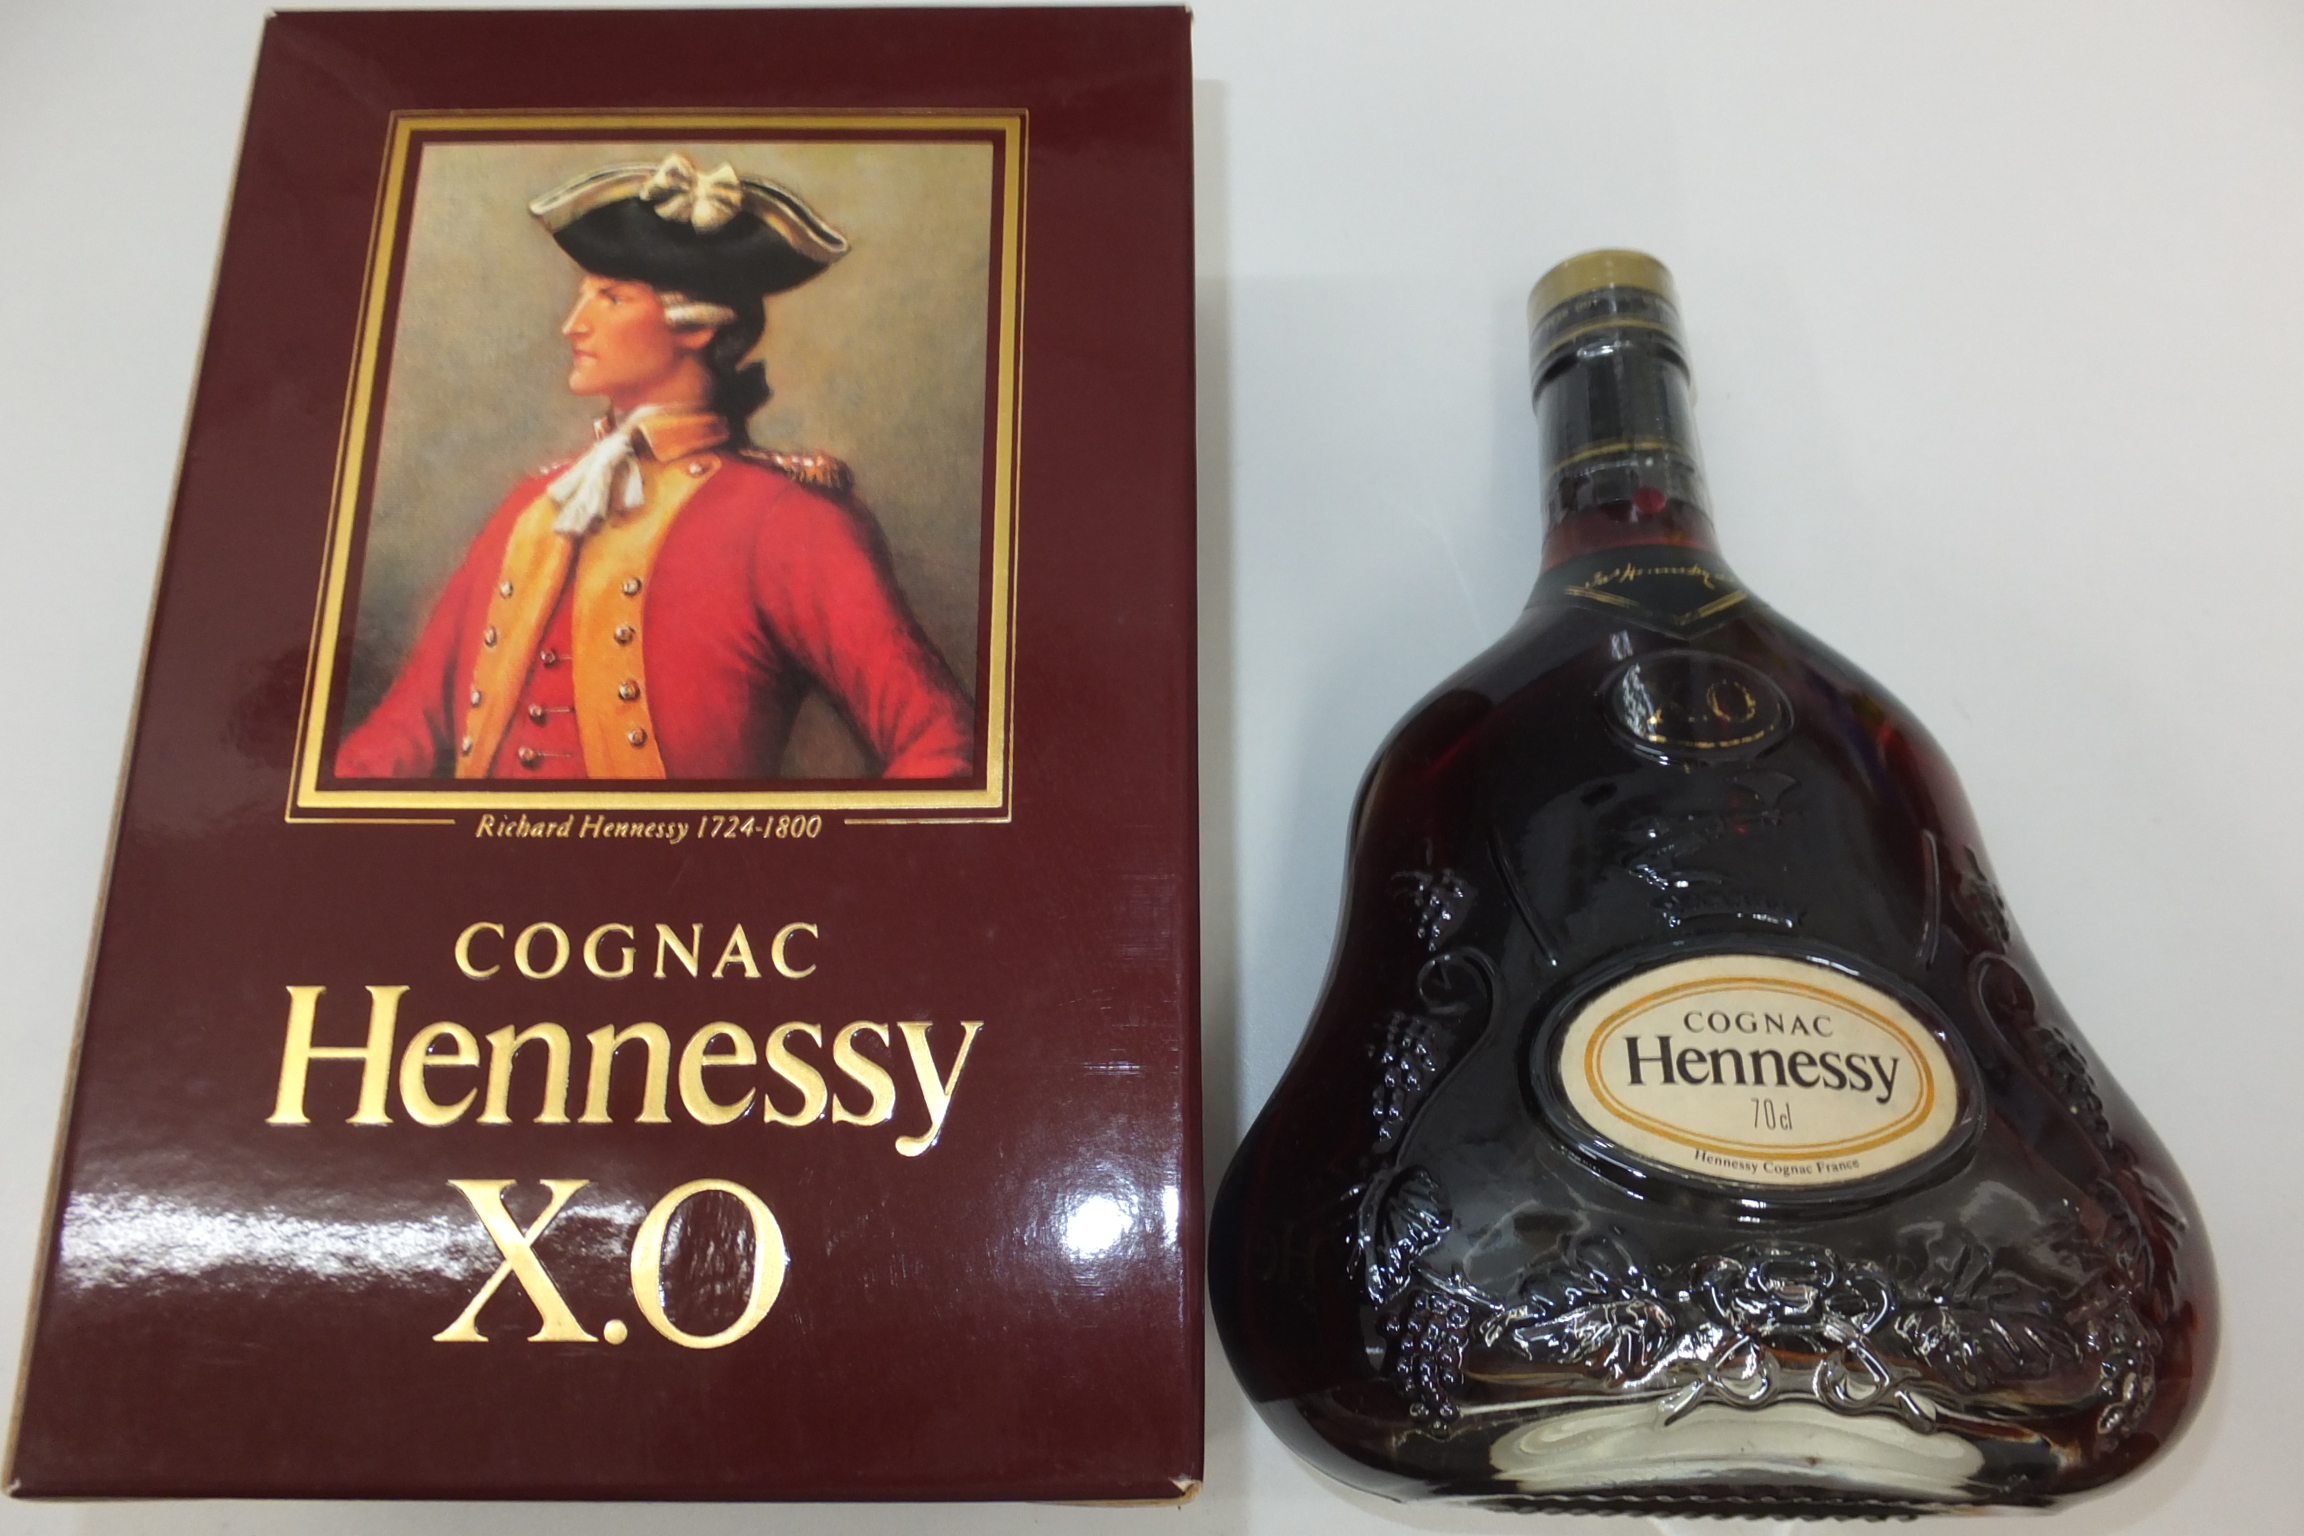 Richard Hennessy 1724-1800
COGNAC
Hennessy
X.O
X.O
COGNAC
Hennessy
70cl
Hennessy Cognac France